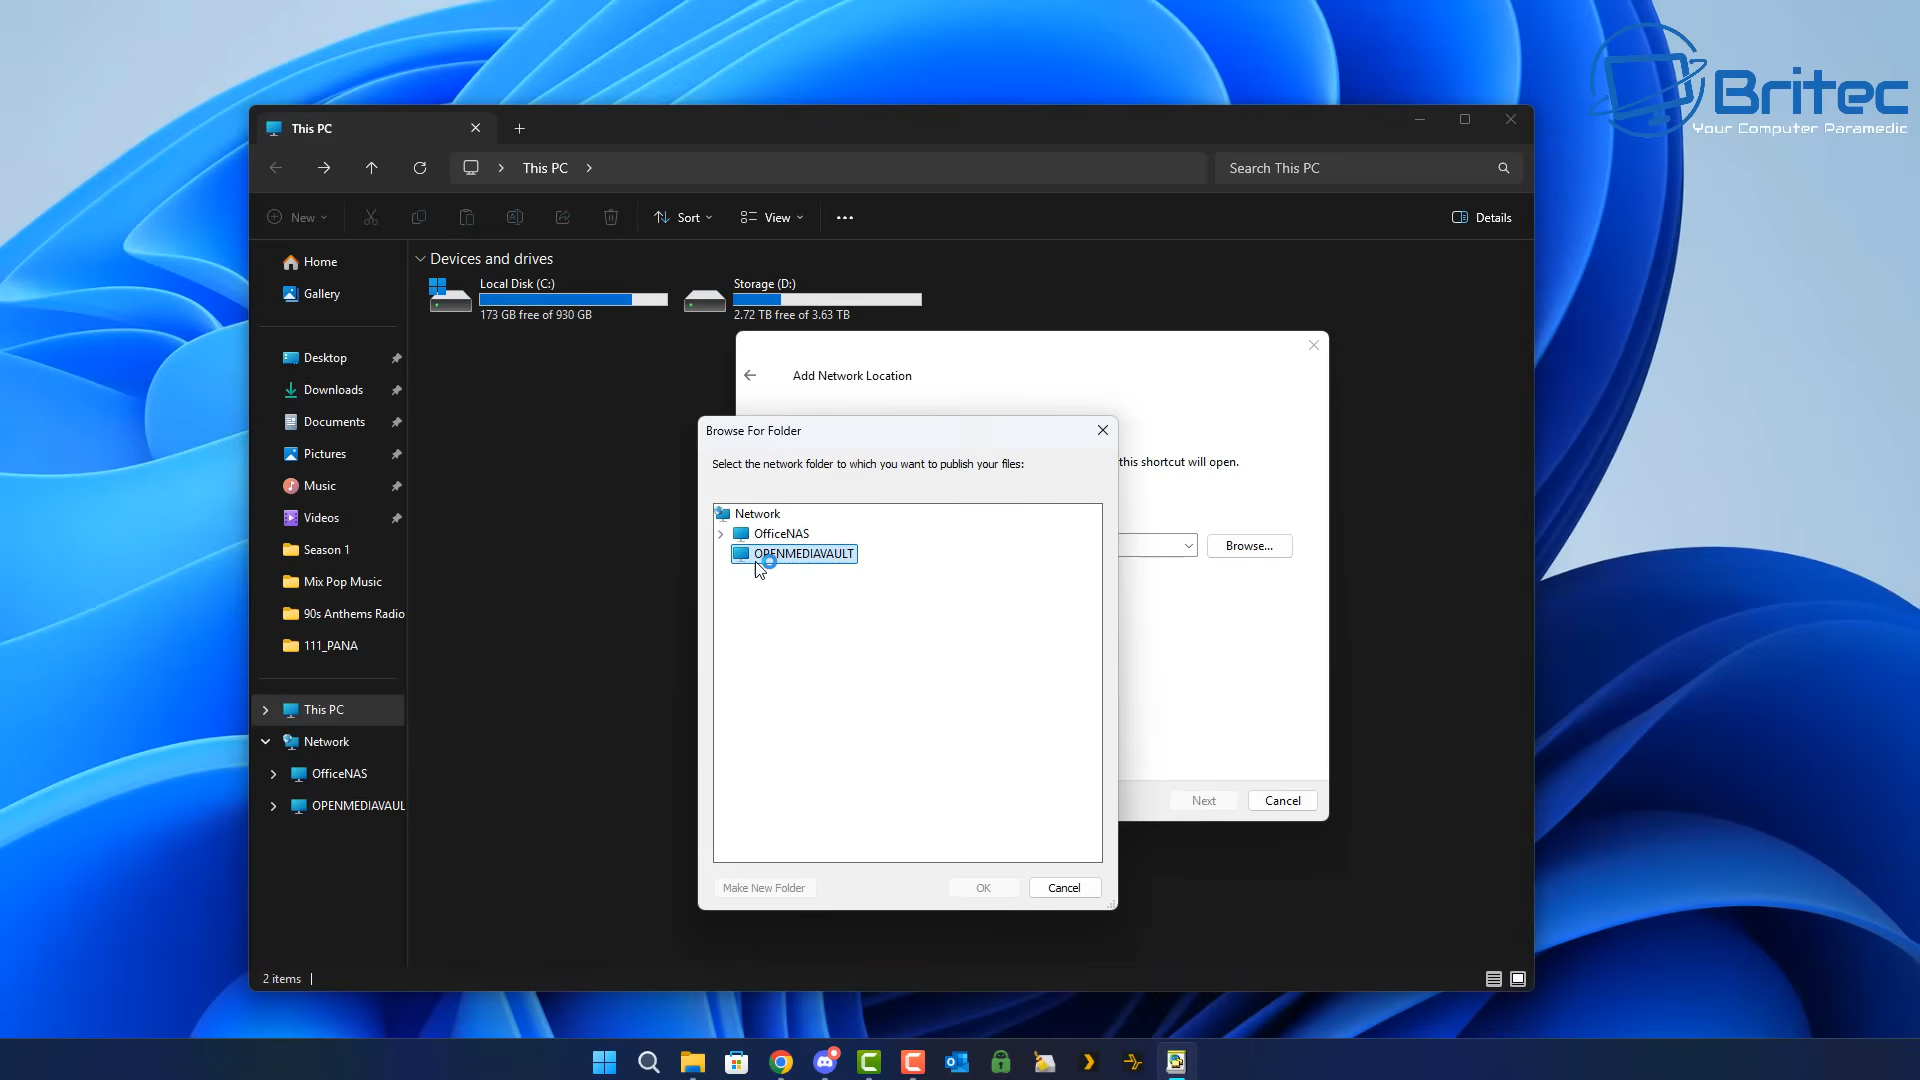 Britec
Your Computer Paramedic
This PC
This PC
Search This PC
New
Sort
View
Details
Home
Gallery
Desktop
Downloads
Documents
Pictures
Music
Videos
Season 1
Mix Pop Music
90s Anthems Radio
111_PANA
This PC
Network
OfficeNAS
OPENMEDIAVAUL
Devices and drives
Local Disk (C:)
173 GB free of 930 GB
Storage (D:)
2.72 TB free of 3.63 TB
Add Network Location
this shortcut will open.
Browse...
Next
Cancel
Browse For Folder
Select the network folder to which you want to publish your files:
Network
OfficeNAS
OPENMEDIAVAULT
Make New Folder
OK
Cancel
2 items